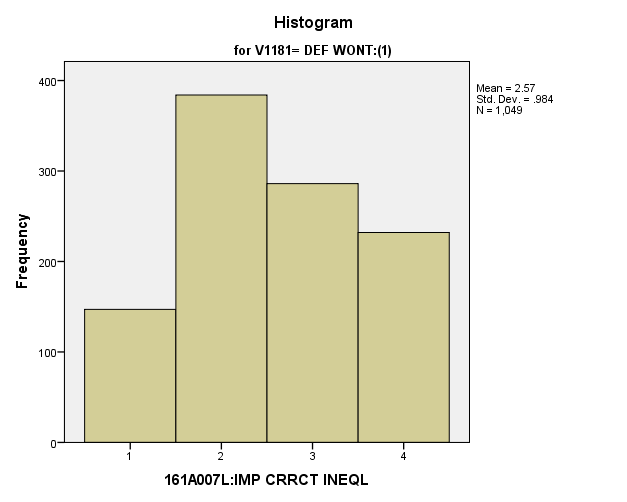 Histogram
for V1181= DEF WONT:(1)
Mean = 2.57
Std. Dev. = .984
N = 1,049
Frequency
400
300
200
100
0
1 2 3 4
161A007L:IMP CRRCT INEQL